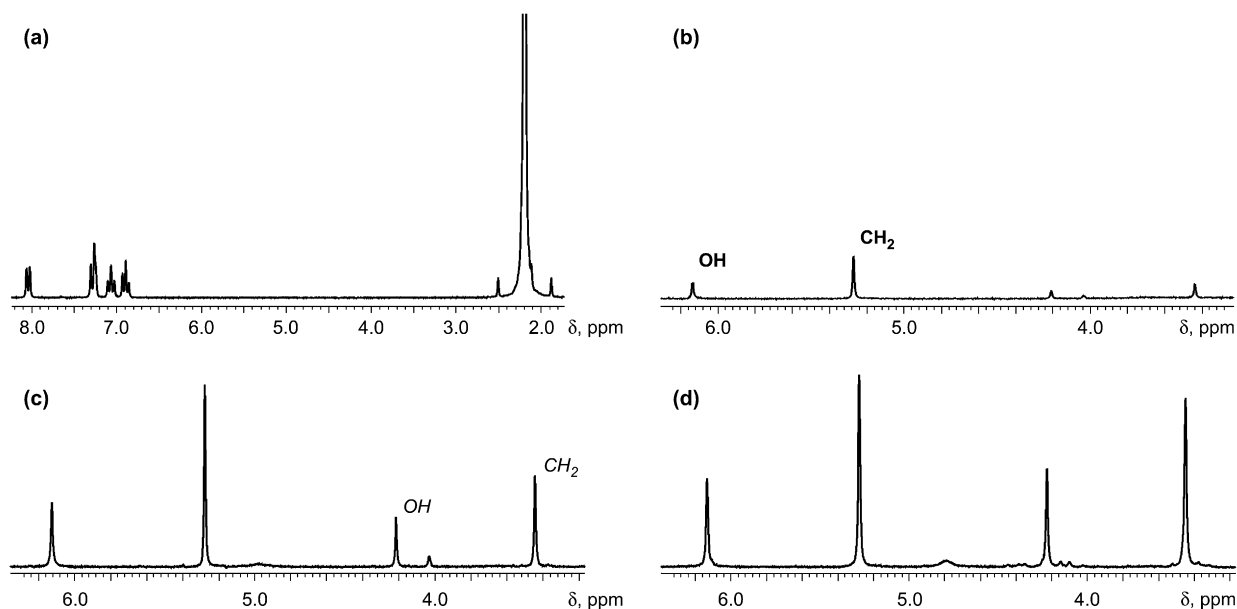 (a)
8.0 7.0 6.0 5.0 4.0 3.0 2.0 δ, ppm
(b)
OH
CH₂
6.0 5.0 4.0 δ, ppm
(c)
OH
CH₂
6.0 5.0 4.0 δ, ppm
(d)
6.0 5.0 4.0 δ, ppm